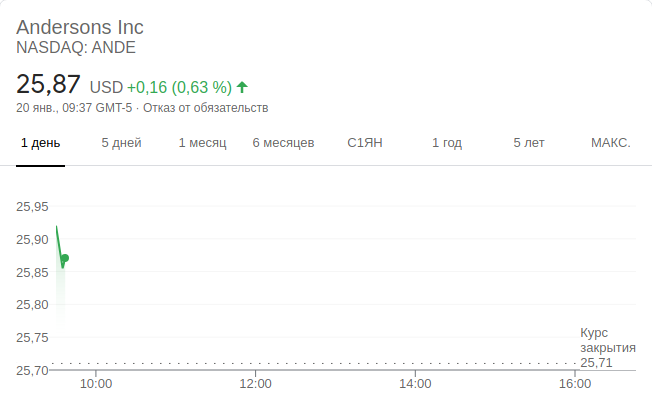 Andersons Inc
NASDAQ: ANDE
25,87 USD +0,16 (0,63 %)
20 янв., 09:37 GMT-5 · Отказ от обязательств
1 день 5 дней 1 месяц 6 месяцев С1ЯН 1 год 5 лет МАКС.
25,95
25,90
25,85
25,80
25,75
25,70
Курс
закрытия
25,71
10:00 12:00 14:00 16:00